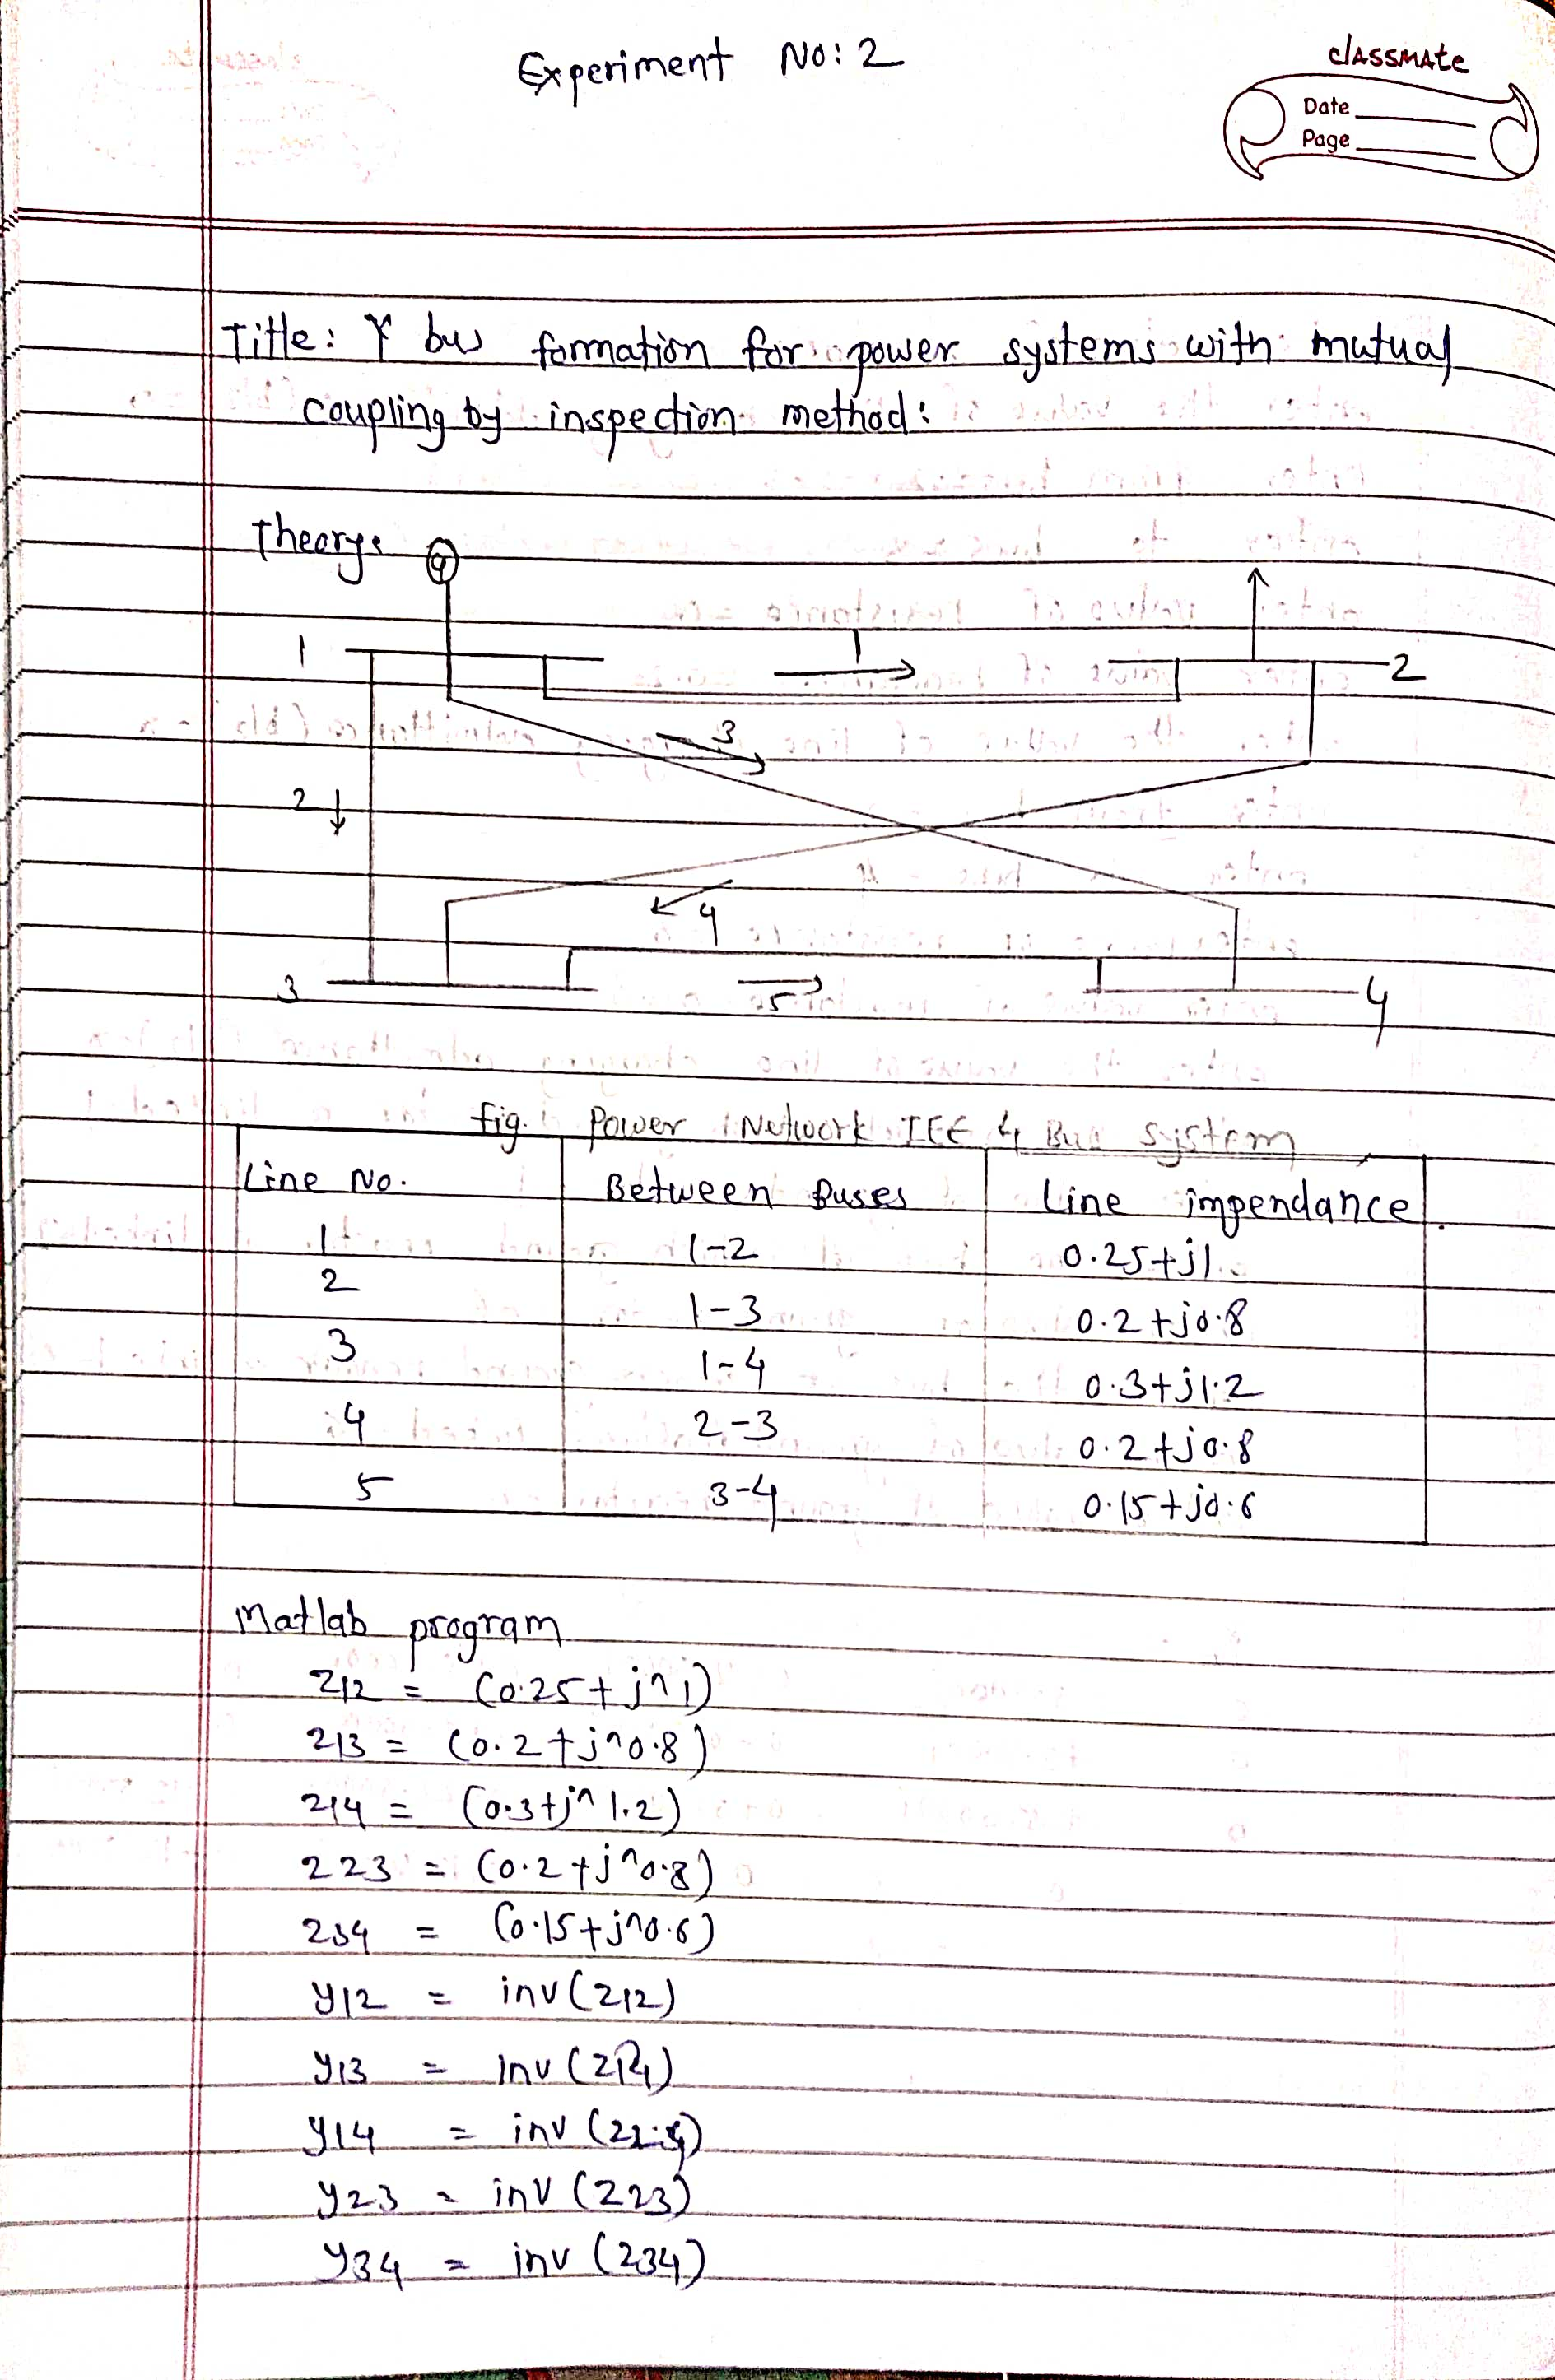 Experiment No: 2
classmate
Date
Page
Title: Y bus formation for power systems with mutual
coupling by inspection method:
Theory:
G
1
1
2
3
2
4
3
5
4
fig. Power Network IEE 4 Bus system
Line No. Between Buses Line impendance
1 1-2 0.25+j1
2 1-3 0.2+j0.8
3 1-4 0.3+j1.2
4 2-3 0.2+j0.8
5 3-4 0.15+j0.6
Matlab program
z12 = (0.25+j^1)
z13 = (0.2+j^0.8)
z14 = (0.3+j^1.2)
z23 = (0.2+j^0.8)
z34 = (0.15+j^0.6)
y12 = inv(z12)
y13 = inv
y14 = inv
y23 = inv(z23)
y34 = inv(z34)